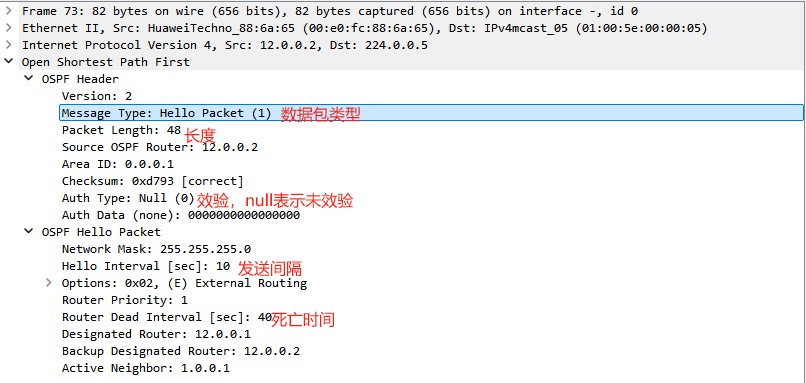 Frame 73: 82 bytes on wire (656 bits), 82 bytes captured (656 bits) on interface -, id 0
Ethernet II, Src: HuaweiTechno_88:6a:65 (00:e0:fc:88:6a:65), Dst: IPv4mcast_05 (01:00:5e:00:00:05)
Internet Protocol Version 4, Src: 12.0.0.2, Dst: 224.0.0.5
Open Shortest Path First
OSPF Header
Version: 2
Message Type: Hello Packet (1) 数据包类型
Packet Length: 48 长度
Source OSPF Router: 12.0.0.2
Area ID: 0.0.0.1
Checksum: 0xd793 [correct]
Auth Type: Null (0) 效验，null表示未效验
Auth Data (none): 0000000000000000
OSPF Hello Packet
Network Mask: 255.255.255.0
Hello Interval [sec]: 10 发送间隔
Options: 0x02, (E) External Routing
Router Priority: 1
Router Dead Interval [sec]: 40 死亡时间
Designated Router: 12.0.0.1
Backup Designated Router: 12.0.0.2
Active Neighbor: 1.0.0.1